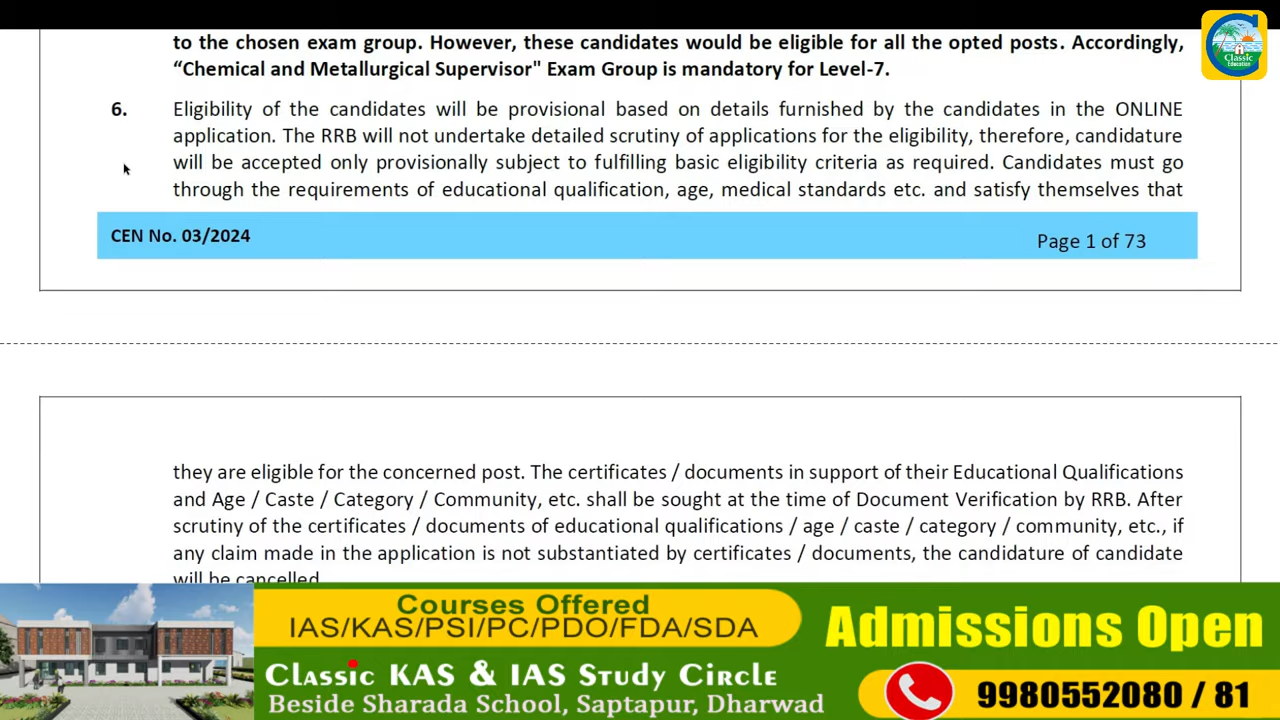 to the chosen exam group. However, these candidates would be eligible for all the opted posts. Accordingly,
“Chemical and Metallurgical Supervisor" Exam Group is mandatory for Level-7.
6. Eligibility of the candidates will be provisional based on details furnished by the candidates in the ONLINE
application. The RRB will not undertake detailed scrutiny of applications for the eligibility, therefore, candidature
will be accepted only provisionally subject to fulfilling basic eligibility criteria as required. Candidates must go
through the requirements of educational qualification, age, medical standards etc. and satisfy themselves that
CEN No. 03/2024
Page 1 of 73
they are eligible for the concerned post. The certificates / documents in support of their Educational Qualifications
and Age / Caste / Category / Community, etc. shall be sought at the time of Document Verification by RRB. After
scrutiny of the certificates / documents of educational qualifications / age / caste / category / community, etc., if
any claim made in the application is not substantiated by certificates / documents, the candidature of candidate
will be cancelled
Classic
Education
Courses Offered
IAS/KAS/PSI/PC/PDO/FDA/SDA
Classic KAS & IAS Study Circle
Beside Sharada School, Saptapur, Dharwad
Admissions Open
9980552080 / 81